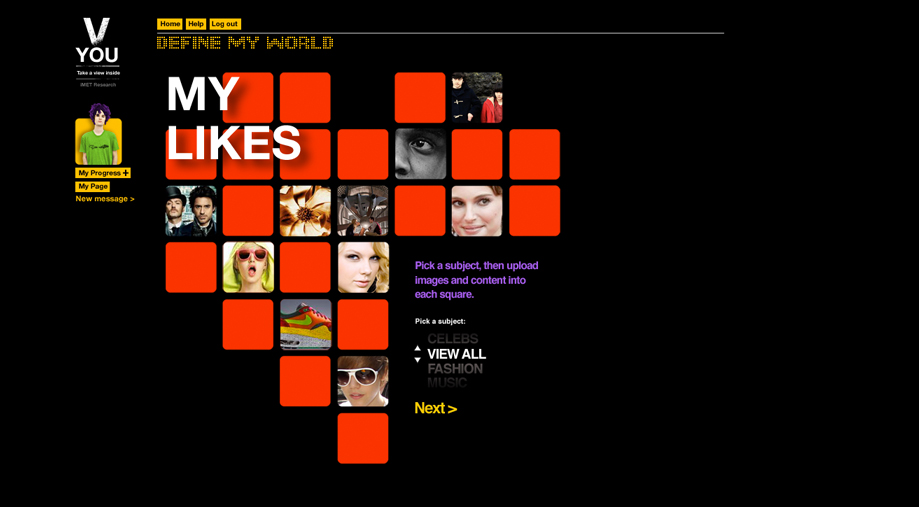 Home Help Log out
V
YOU
Take a view inside
IMET Research
DEFINE MY WORLD
MY
LIKES
My Progress +
My Page
New message >
Pick a subject, then upload
images and content into
each square.
Pick a subject:
CELEBS
VIEW ALL
FASHION
MUSIC
Next >